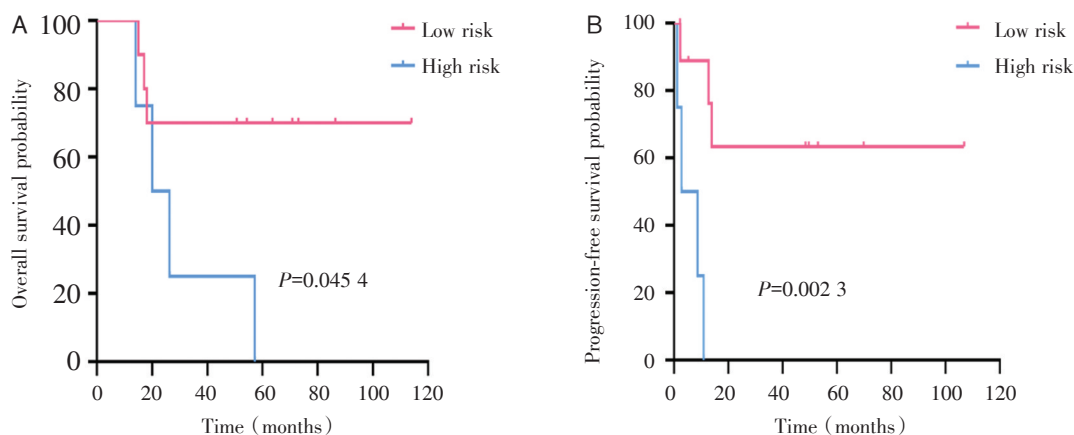 A
Low risk
High risk
Overall survival probability
100
80
60
40
20
0
P=0.045 4
0 20 40 60 80 100 120
Time（months）
B
Low risk
High risk
Progression-free survival probability
100
80
60
40
20
0
P=0.002 3
0 20 40 60 80 100 120
Time（months）